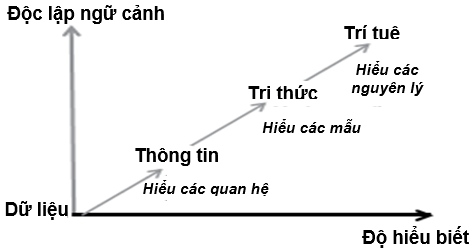 Độc lập ngữ cảnh
Trí tuê
Hiểu các
nguyên lý
Tri thức
Hiểu các mẫu
Thông tin
Hiểu các quan hệ
Dữ liệu
Độ hiểu biết